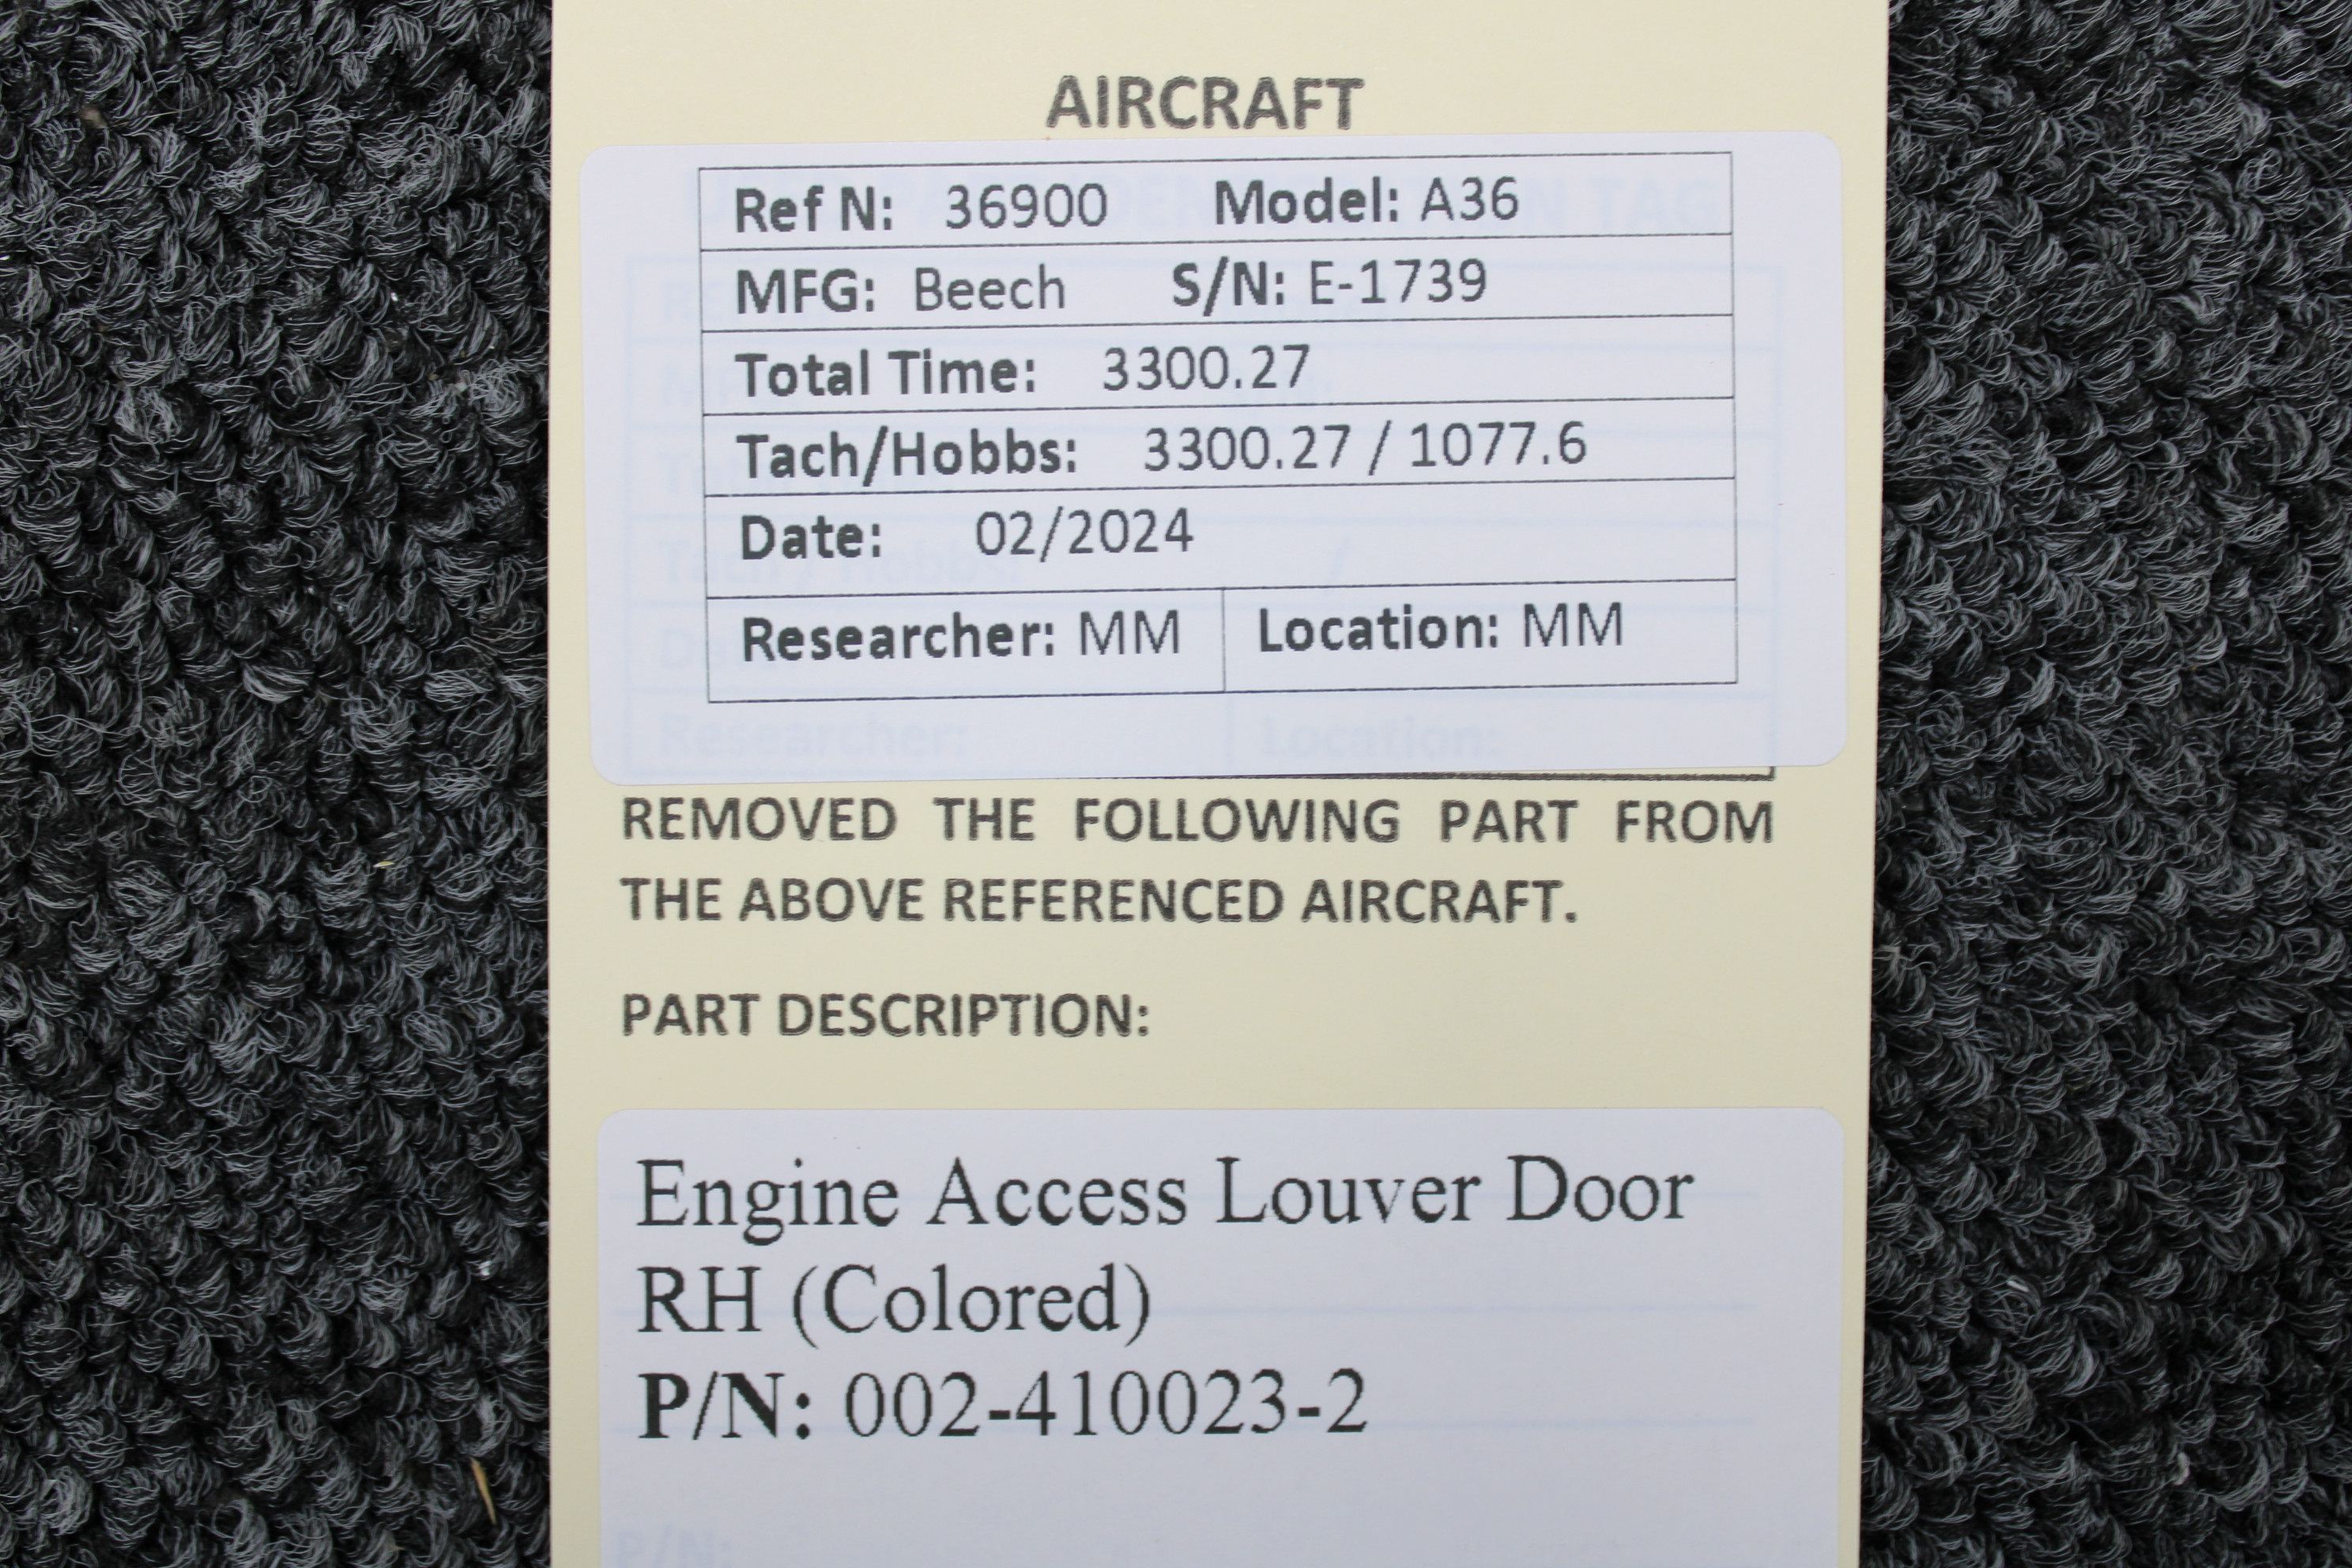 AIRCRAFT
Ref N: 36900 Model: A36
MFG: Beech S/N: E-1739
Total Time: 3300.27
Tach/Hobbs: 3300.27 / 1077.6
Date: 02/2024
Researcher: MM Location: MM
Researcher: Location:
REMOVED THE FOLLOWING PART FROM
THE ABOVE REFERENCED AIRCRAFT.
PART DESCRIPTION:
Engine Access Louver Door
RH (Colored)
P/N: 002-410023-2
P/N: